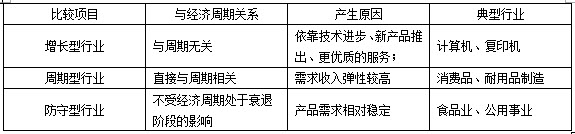 比较项目 与经济周期关系 产生原因 典型行业
增长型行业 与周期无关 依靠技术进步、新产品推出、更优质的服务； 计算机、复印机
周期型行业 直接与周期相关 需求收入弹性较高 消费品、耐用品制造
防守型行业 不受经济周期处于衰退阶段的影响 产品需求相对稳定 食品业、公用事业